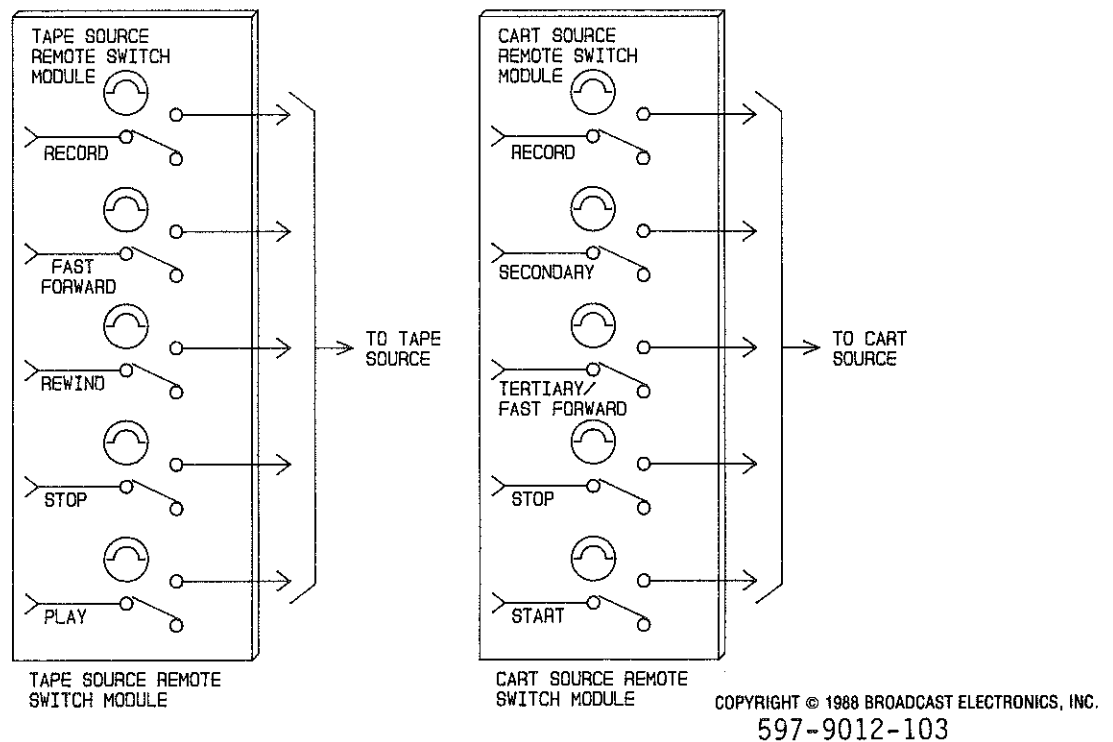 TAPE SOURCE
REMOTE SWITCH
MODULE
RECORD
FAST
FORWARD
REWIND
STOP
PLAY
TO TAPE
SOURCE
TAPE SOURCE REMOTE
SWITCH MODULE
CART SOURCE
REMOTE SWITCH
MODULE
RECORD
SECONDARY
TERTIARY/
FAST FORWARD
STOP
START
TO CART
SOURCE
CART SOURCE REMOTE
SWITCH MODULE
COPYRIGHT © 1988 BROADCAST ELECTRONICS, INC.
597-9012-103